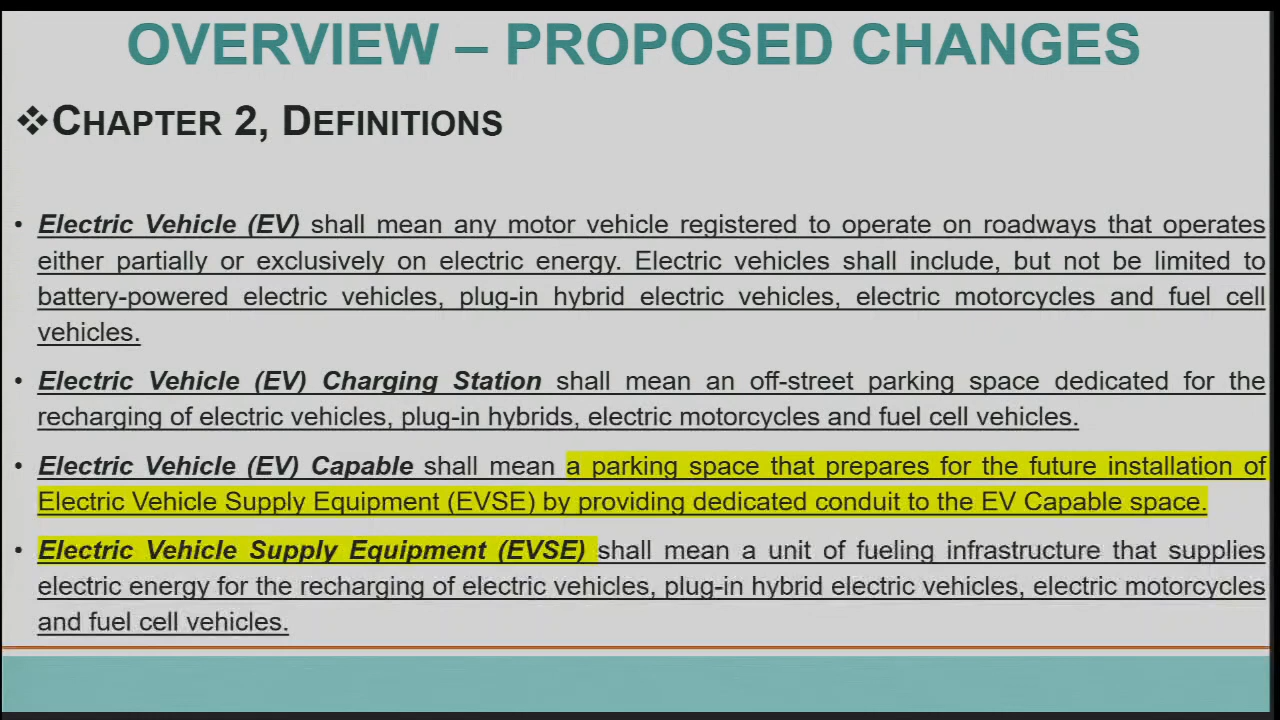 OVERVIEW – PROPOSED CHANGES
❖CHAPTER 2, DEFINITIONS
• Electric Vehicle (EV) shall mean any motor vehicle registered to operate on roadways that operates
either partially or exclusively on electric energy. Electric vehicles shall include, but not be limited to
battery-powered electric vehicles, plug-in hybrid electric vehicles, electric motorcycles and fuel cell
vehicles.
• Electric Vehicle (EV) Charging Station shall mean an off-street parking space dedicated for the
recharging of electric vehicles, plug-in hybrids, electric motorcycles and fuel cell vehicles.
• Electric Vehicle (EV) Capable shall mean a parking space that prepares for the future installation of
Electric Vehicle Supply Equipment (EVSE) by providing dedicated conduit to the EV Capable space.
• Electric Vehicle Supply Equipment (EVSE) shall mean a unit of fueling infrastructure that supplies
electric energy for the recharging of electric vehicles, plug-in hybrid electric vehicles, electric motorcycles
and fuel cell vehicles.